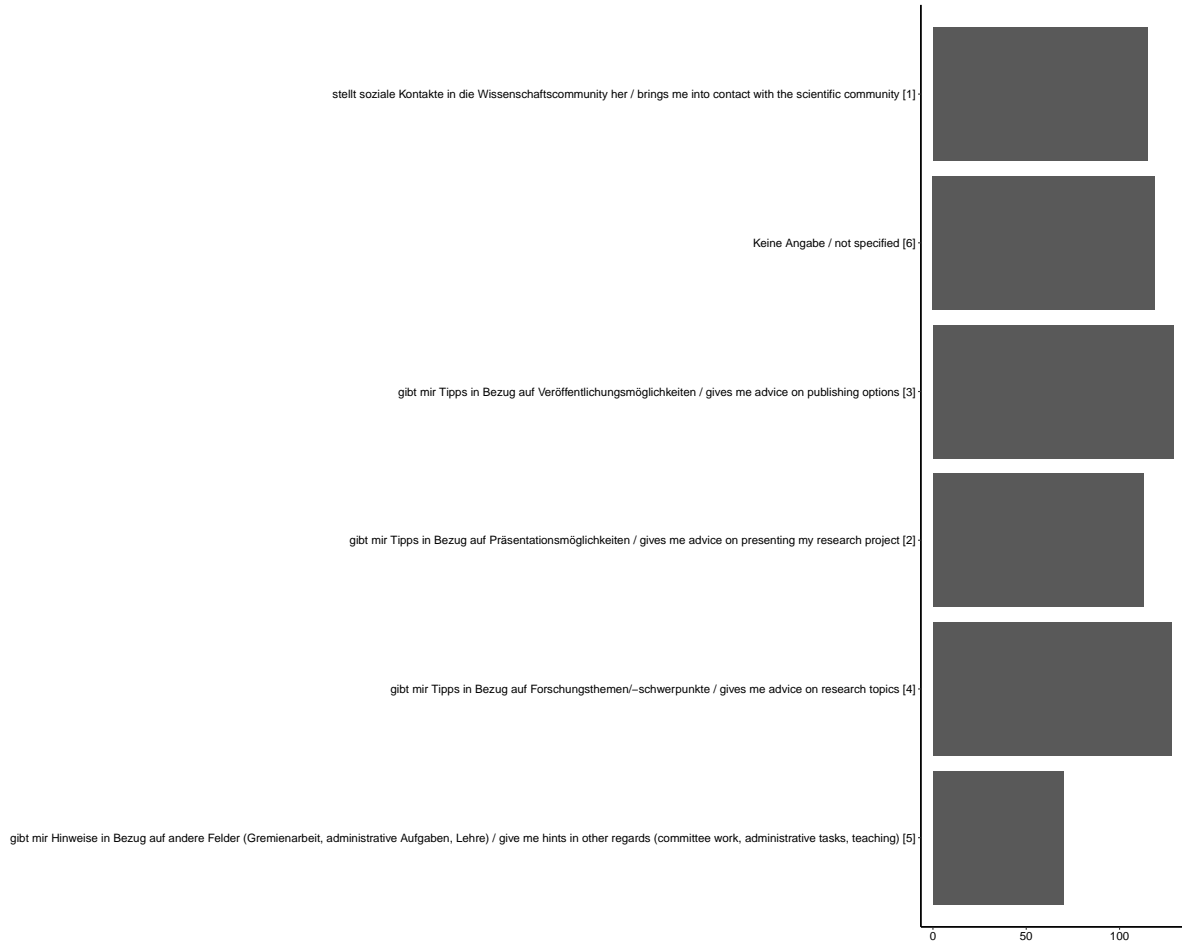 stellt soziale Kontakte in die Wissenschaftscommunity her / brings me into contact with the scientific community [1]
Keine Angabe / not specified [6]
gibt mir Tipps in Bezug auf Veröffentlichungsmöglichkeiten / gives me advice on publishing options [3]
gibt mir Tipps in Bezug auf Präsentationsmöglichkeiten / gives me advice on presenting my research project [2]
gibt mir Tipps in Bezug auf Forschungsthemen/−schwerpunkte / gives me advice on research topics [4]
gibt mir Hinweise in Bezug auf andere Felder (Gremienarbeit, administrative Aufgaben, Lehre) / give me hints in other regards (committee work, administrative tasks, teaching) [5]
0 50 100